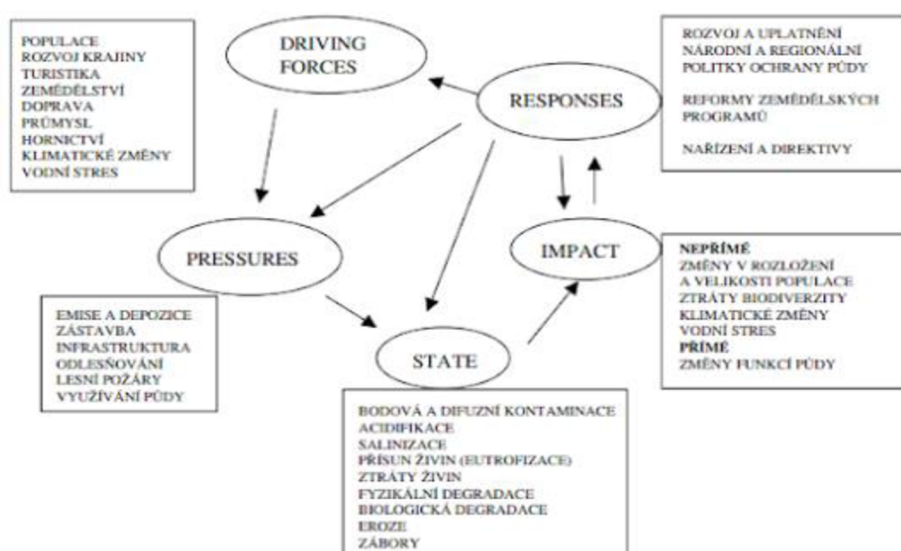 POPULACE
ROZVOJ KRAJINY
TURISTIKA
ZEMĚDĚLSTVÍ
DOPRAVA
PRŮMYSL
HORNICTVÍ
KLIMATICKÉ ZMĚNY
VODNÍ STRES
DRIVING
FORCES
RESPONSES
ROZVOJ A UPLATNĚNÍ
NÁRODNÍ A REGIONÁLNÍ
POLITKY OCHRANY PŮDY
REFORMY ZEMĚDĚLSKÝCH
PROGRAMŮ
NAŘÍZENÍ A DIREKTIVY
PRESSURES
IMPACT
NEPŘÍMÉ
ZMĚNY V ROZLOŽENÍ
A VELIKOSTI POPULACE
ZTRÁTY BIODIVERZITY
KLIMATICKÉ ZMĚNY
VODNÍ STRES
PŘÍMÉ
ZMĚNY FUNKCÍ PŮDY
EMISE A DEPOZICE
ZÁSTAVBA
INFRASTRUKTURA
ODLESŇOVÁNÍ
LESNÍ POŽÁRY
VYUŽÍVÁNÍ PŮDY
STATE
BODOVÁ A DIFUZNÍ KONTAMINACE
ACIDIFIKACE
SALINIZACE
PŘÍSUN ŽIVIN (EUTROFIZACE)
ZTRÁTY ŽIVIN
FYZIKÁLNÍ DEGRADACE
BIOLOGICKÁ DEGRADACE
EROZE
ZÁBORY